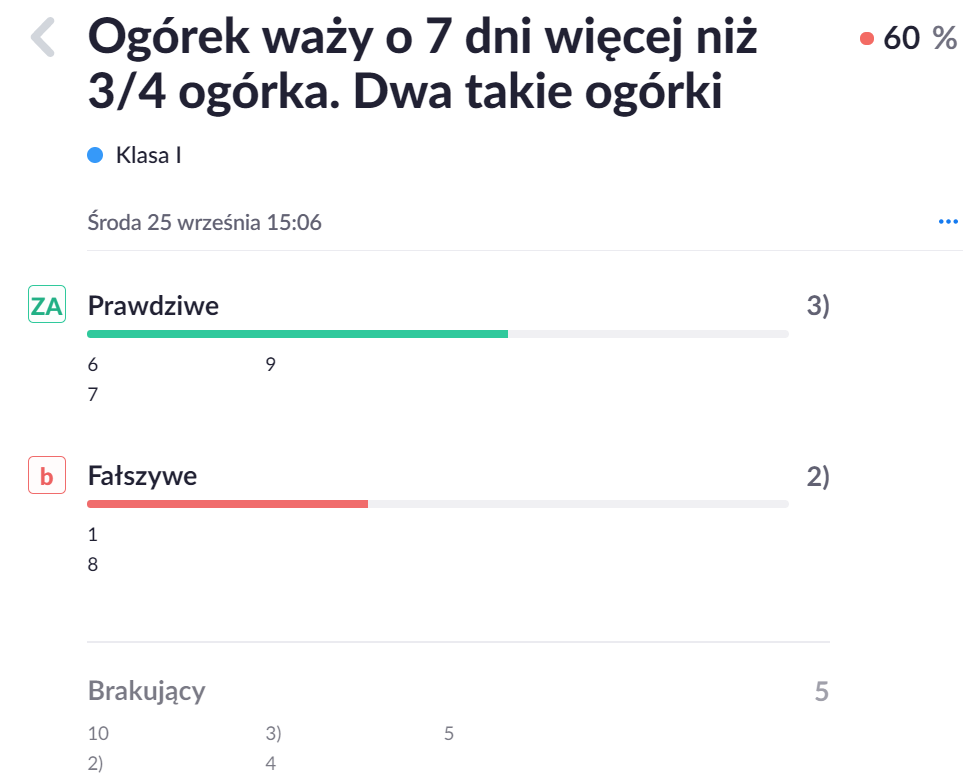 Ogórek waży o 7 dni więcej niż
3/4 ogórka. Dwa takie ogórki
60 %
Klasa I
Środa 25 września 15:06
ZA Prawdziwe 3)
6 9
7
b Fałszywe 2)
1
8
Brakujący 5
10 3) 5
2) 4